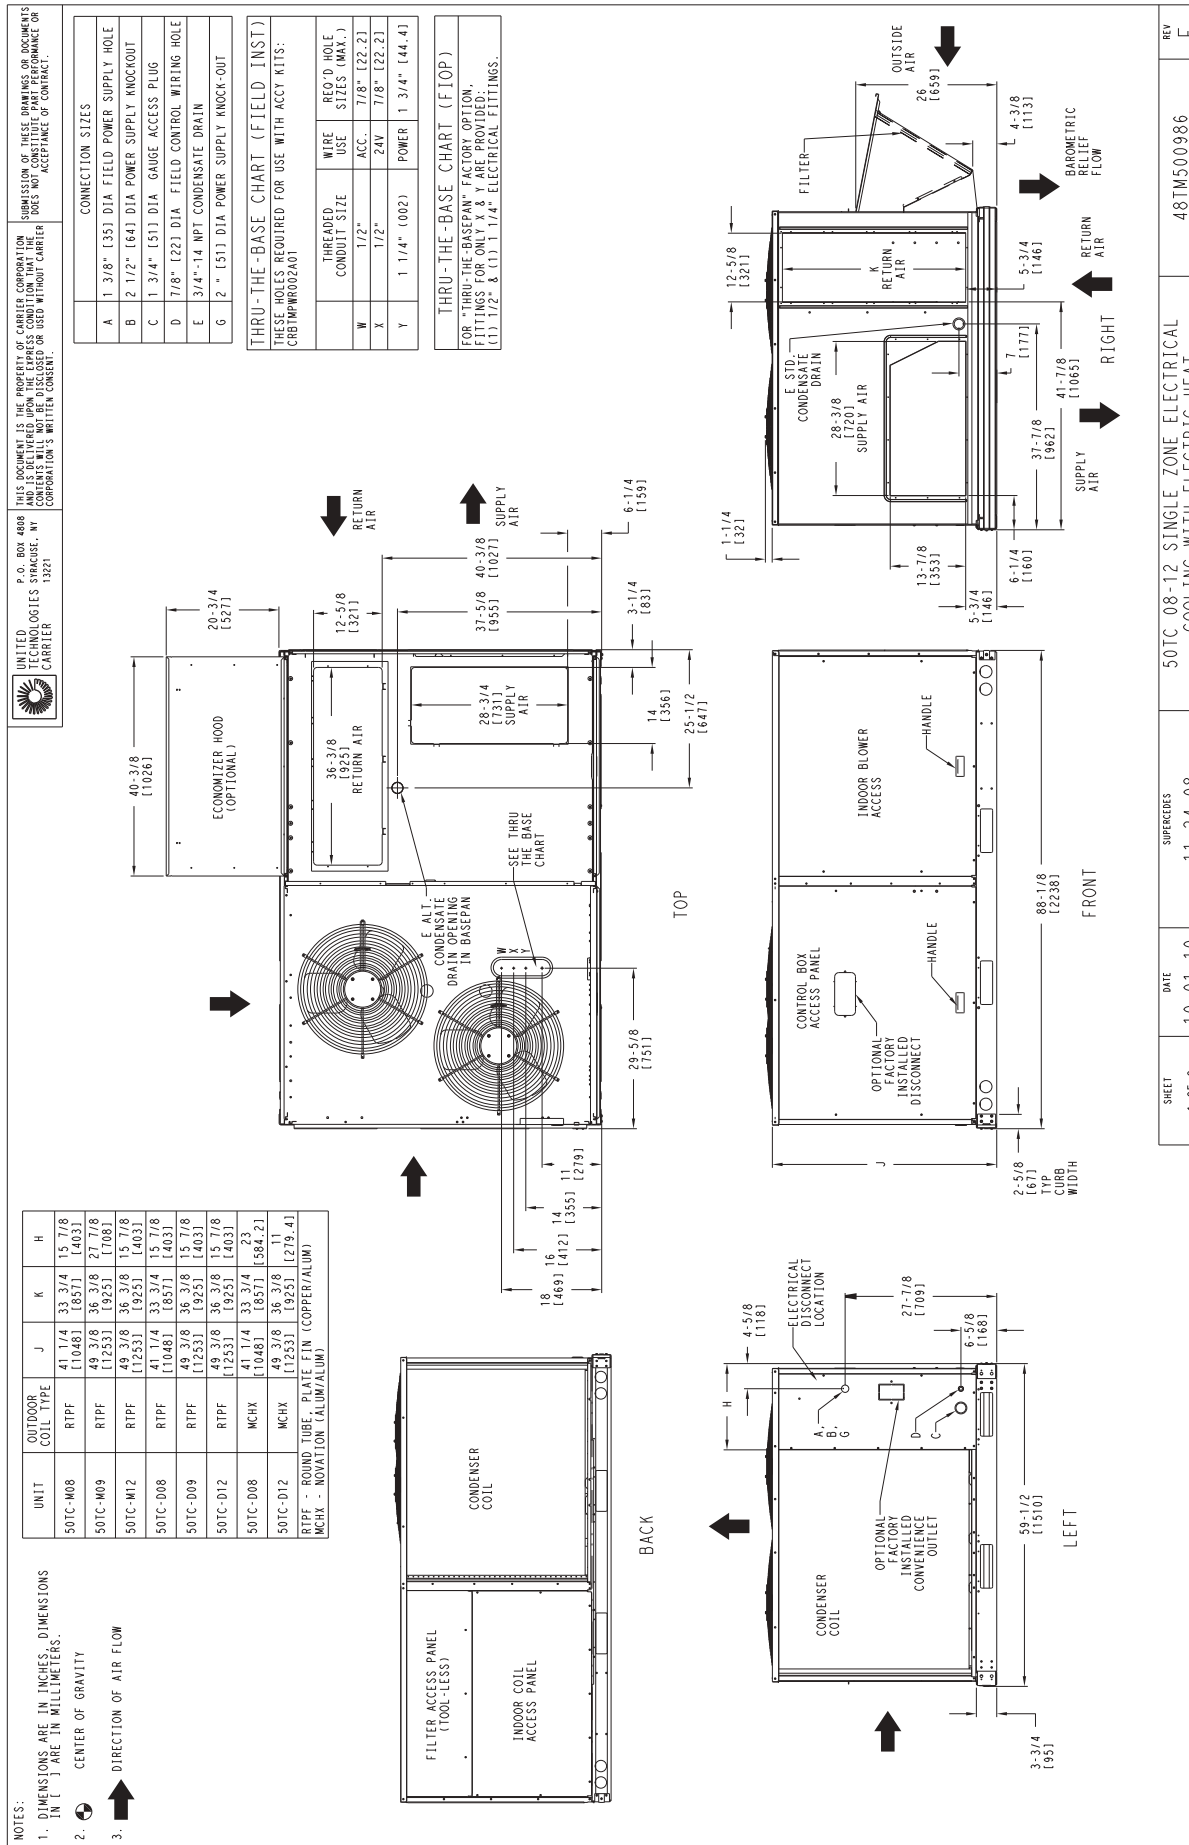 NOTES:
1. DIMENSIONS ARE IN INCHES, DIMENSIONS
IN [ ] ARE IN MILLIMETERS.
2. CENTER OF GRAVITY
3. DIRECTION OF AIR FLOW
UNIT OUTDOOR COIL TYPE J K H
50TC-M08 RTPF 41 1/4 [1048] 33 3/4 [857] 15 7/8 [403]
50TC-M09 RTPF 49 3/8 [1253] 36 3/8 [925] 27 7/8 [708]
50TC-M12 RTPF 49 3/8 [1253] 36 3/8 [925] 15 7/8 [403]
50TC-D08 RTPF 41 1/4 [1048] 33 3/4 [857] 15 7/8 [403]
50TC-D09 RTPF 49 3/8 [1253] 36 3/8 [925] 15 7/8 [403]
50TC-D12 RTPF 49 3/8 [1253] 36 3/8 [925] 15 7/8 [403]
50TC-D08 MCHX 41 1/4 [1048] 33 3/4 [857] 23 [584.2]
50TC-D12 MCHX 49 3/8 [1253] 36 3/8 [925] 11 [279.4]
RTPF - ROUND TUBE, PLATE FIN (COPPER/ALUM)
MCHX - NOVATION (ALUM/ALUM)
UNITED
TECHNOLOGIES
CARRIER
P.O. BOX 4808
SYRACUSE, NY
13221
THIS DOCUMENT IS THE PROPERTY OF CARRIER CORPORATION
AND IS DELIVERED UPON THE EXPRESS CONDITION THAT THE
CONTENTS WILL NOT BE DISCLOSED OR USED WITHOUT CARRIER
CORPORATION'S WRITTEN CONSENT.
SUBMISSION OF THESE DRAWINGS OR DOCUMENTS
DOES NOT CONSTITUTE PART PERFORMANCE OR
ACCEPTANCE OF CONTRACT.
CONNECTION SIZES
A 1 3/8" [35] DIA FIELD POWER SUPPLY HOLE
B 2 1/2" [64] DIA POWER SUPPLY KNOCKOUT
C 1 3/4" [51] DIA GAUGE ACCESS PLUG
D 7/8" [22] DIA FIELD CONTROL WIRING HOLE
E 3/4"-14 NPT CONDENSATE DRAIN
G 2 " [51] DIA POWER SUPPLY KNOCK-OUT
THRU-THE-BASE CHART (FIELD INST)
THESE HOLES REQUIRED FOR USE WITH ACCY KITS:
CRBTMPWR002A01
THREADED CONDUIT SIZE WIRE USE REQ'D HOLE SIZES (MAX.)
W 1/2" ACC. 7/8" [22.2]
X 1/2" 24V 7/8" [22.2]
Y 1 1/4" (002) POWER 1 3/4" [44.4]
THRU-THE-BASE CHART (FIOP)
FOR "THRU-THE-BASEPAN" FACTORY OPTION,
FITTINGS FOR ONLY X & Y ARE PROVIDED:
(1) 1/2" & (1) 1 1/4" ELECTRICAL FITTINGS.
40-3/8
[1026]
20-3/4
[527]
ECONOMIZER HOOD
(OPTIONAL)
36-3/8
[925]
RETURN AIR
12-5/8
[321]
RETURN
AIR
40-3/8
[1027]
37-5/8
[955]
SUPPLY
AIR
28-3/4
[731]
SUPPLY
AIR
6-1/4
[159]
3-1/4
[83]
14
[356]
25-1/2
[647]
E ALT.
CONDENSATE
DRAIN OPENING
IN BASEPAN
SEE THRU
THE BASE
CHART
W
X
Y
29-5/8
[751]
11
[279]
14
[355]
16
[412]
18
[469]
TOP
FILTER ACCESS PANEL
(TOOL-LESS)
INDOOR COIL
ACCESS PANEL
CONDENSER
COIL
BACK
CONDENSER
COIL
OPTIONAL
FACTORY
INSTALLED
CONVENIENCE
OUTLET
H
4-5/8
[118]
ELECTRICAL
DISCONNECT
LOCATION
A,
B,
G
D
C
27-7/8
[709]
6-5/8
[168]
59-1/2
[1510]
3-3/4
[95]
LEFT
J
CONTROL BOX
ACCESS PANEL
OPTIONAL
FACTORY
INSTALLED
DISCONNECT
HANDLE
INDOOR BLOWER
ACCESS
HANDLE
2-5/8
[67]
TYP
CURB
WIDTH
88-1/8
[2238]
FRONT
1-1/4
[32]
13-7/8
[353]
5-3/4
[146]
6-1/4
[160]
28-3/8
[720]
SUPPLY AIR
E STD.
CONDENSATE
DRAIN
12-5/8
[321]
K
RETURN
AIR
FILTER
OUTSIDE
AIR
26
[659]
4-3/8
[113]
BAROMETRIC
RELIEF
FLOW
5-3/4
[146]
RETURN
AIR
7
[177]
41-7/8
[1065]
37-7/8
[962]
SUPPLY
AIR
RIGHT
SHEET
DATE
SUPERCEDES
50TC 08-12 SINGLE ZONE ELECTRICAL
COOLING WITH ELECTRIC HEAT
48TM500986
REV